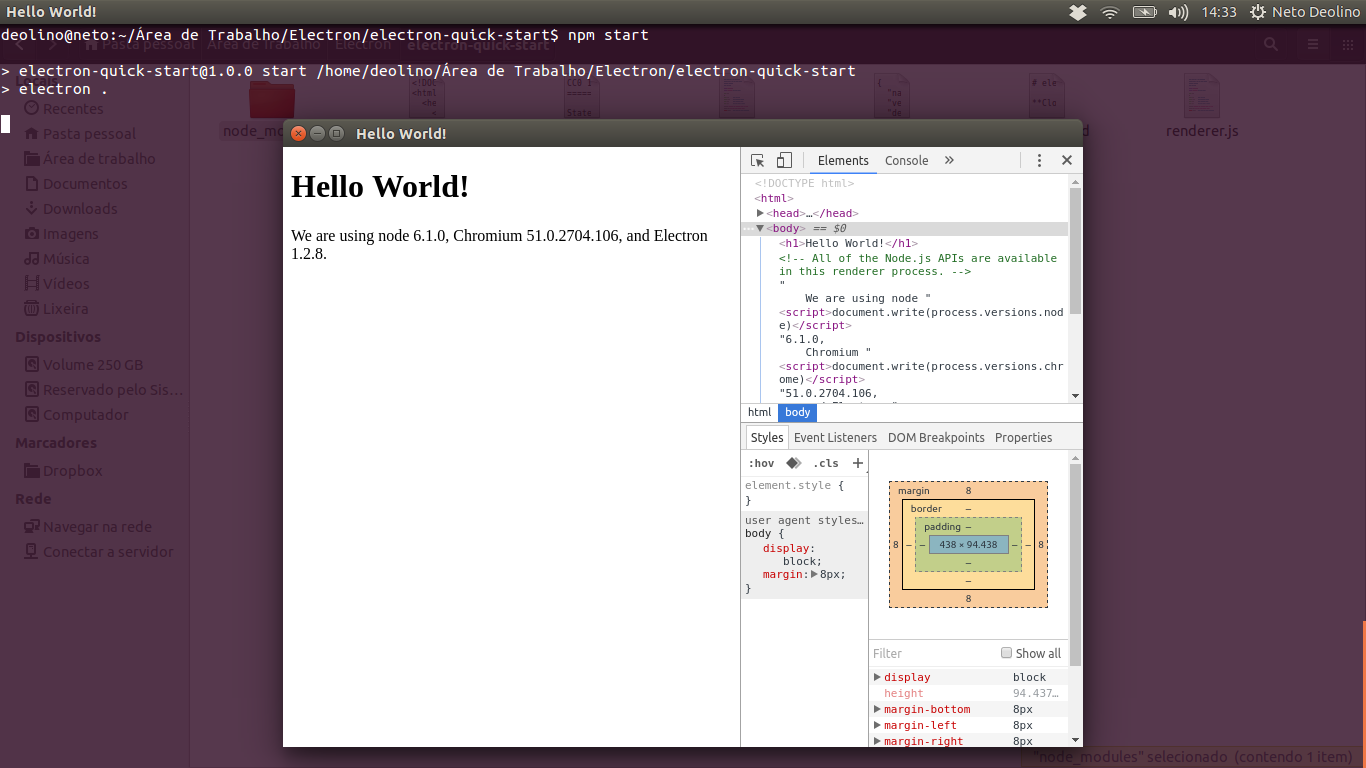 Hello World!
14:33 Neto Deolino
deolino@neto:~/Área de Trabalho/Electron/electron-quick-start$ npm start
Pasta pessoal Área de Trabalho Electron electron-quick-start
> electron-quick-start@1.0.0 start /home/deolino/Área de Trabalho/Electron/electron-quick-start
> electron .
Locais
Recentes
Pasta pessoal
Área de trabalho
Documentos
Downloads
Imagens
Música
Vídeos
Lixeira
Dispositivos
Volume 250 GB
Reservado pelo Sis…
Computador
Marcadores
Dropbox
Rede
Navegar na rede
Conectar a servidor
renderer.js
Hello World!
Hello World!
We are using node 6.1.0, Chromium 51.0.2704.106, and Electron
1.2.8.
Elements Console »
<!DOCTYPE html>
<html>
<head>…</head>
<body> == $0
<h1>Hello World!</h1>
<!-- All of the Node.js APIs are available
in this renderer process. -->
"
We are using node "
<script>document.write(process.versions.nod
e)</script>
"6.1.0,
Chromium "
<script>document.write(process.versions.chr
ome)</script>
"51.0.2704.106,
html body
Styles Event Listeners DOM Breakpoints Properties
:hov .cls +
element.style {
}
user agent styles…
body {
display:
block;
margin: 8px;
}
margin 8
border –
padding –
8 – – 438 × 94.438 – – 8
–
–
8
Filter Show all
display block
height 94.437…
margin-bottom 8px
margin-left 8px
margin-right 8px
"node_modules" selecionado (contendo 1 item)